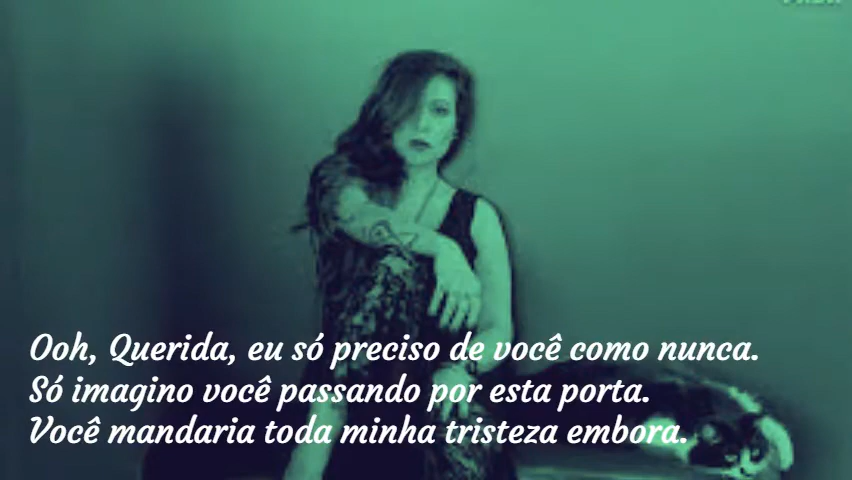 Ooh, Querida, eu só preciso de você como nunca.
Só imagino você passando por esta porta.
Você mandaria toda minha tristeza embora.